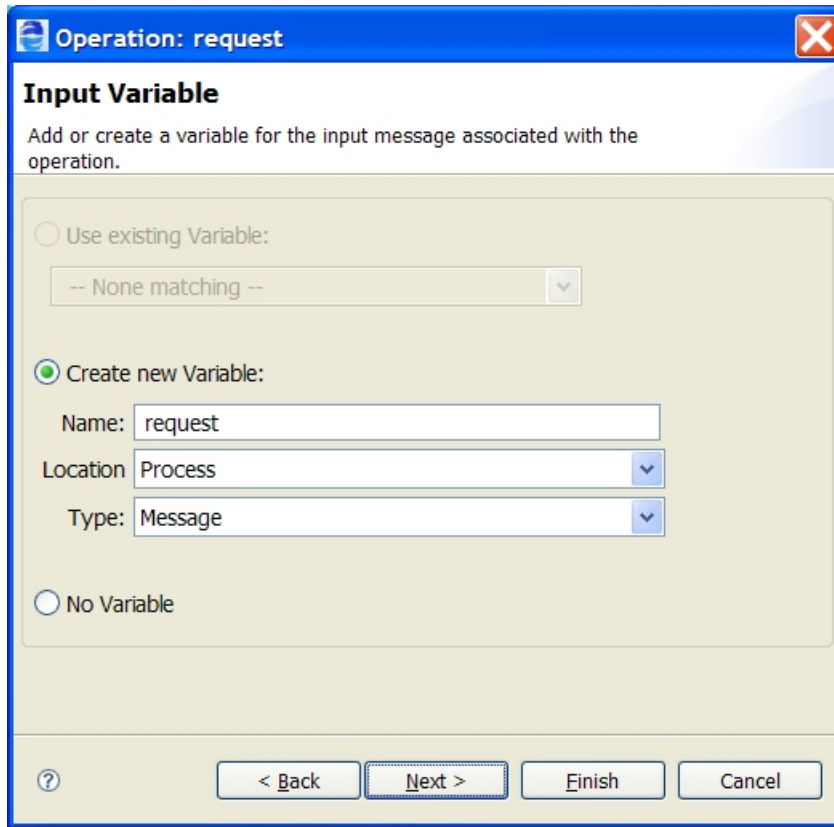 Operation: request
Input Variable
Add or create a variable for the input message associated with the
operation.
Use existing Variable:
-- None matching --
Create new Variable:
Name: request
Location Process
Type: Message
No Variable
? < Back Next > Finish Cancel